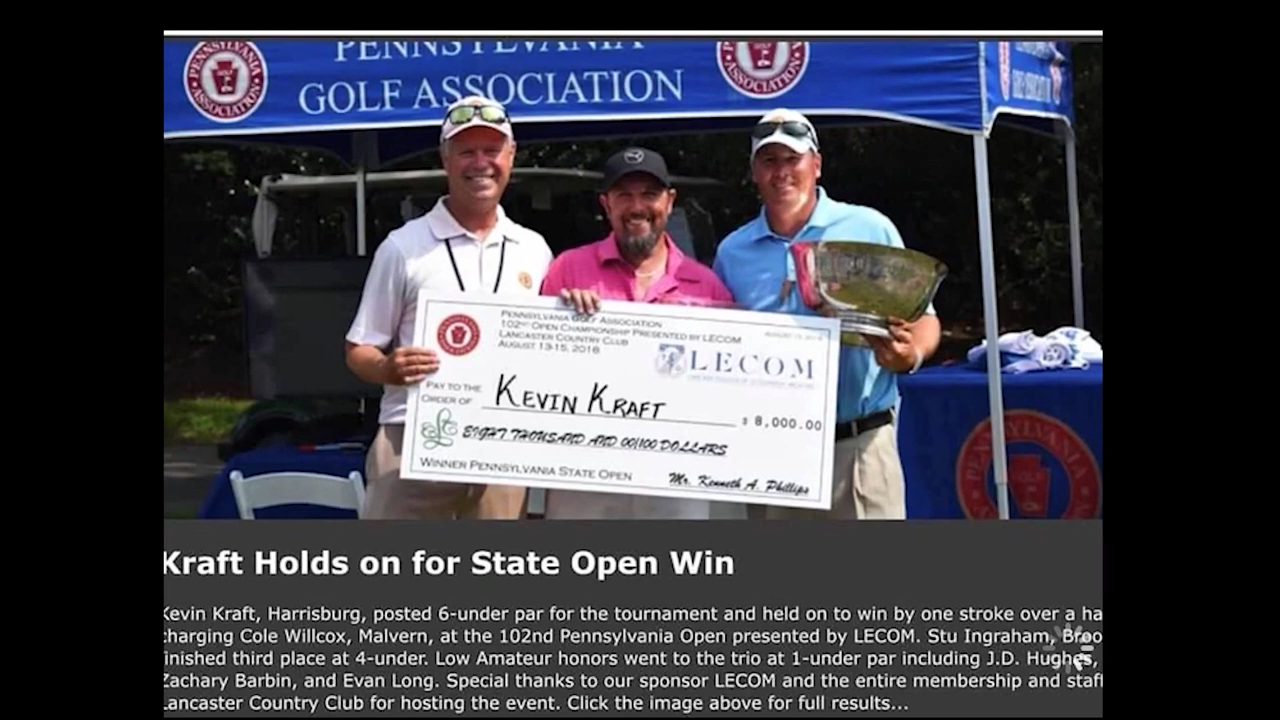 PENNSYLVANIA
GOLF ASSOCIATION
PENNSYLVANIA
GOLF
ASSOCIATION
PENNSYLVANIA GOLF ASSOCIATION
102ND OPEN CHAMPIONSHIP PRESENTED BY LECOM
LANCASTER COUNTRY CLUB
AUGUST 13-15, 2018
LECOM
PAY TO THE
ORDER OF
KEVIN KRAFT
$ 8,000.00
EIGHT THOUSAND AND 00/100 DOLLARS
WINNER PENNSYLVANIA STATE OPEN
Mr. Kenneth A. Phillips
Kraft Holds on for State Open Win
Kevin Kraft, Harrisburg, posted 6-under par for the tournament and held on to win by one stroke over a ha
charging Cole Willcox, Malvern, at the 102nd Pennsylvania Open presented by LECOM. Stu Ingraham, Broo
finished third place at 4-under. Low Amateur honors went to the trio at 1-under par including J.D. Hughes,
Zachary Barbin, and Evan Long. Special thanks to our sponsor LECOM and the entire membership and staff
Lancaster Country Club for hosting the event. Click the image above for full results...